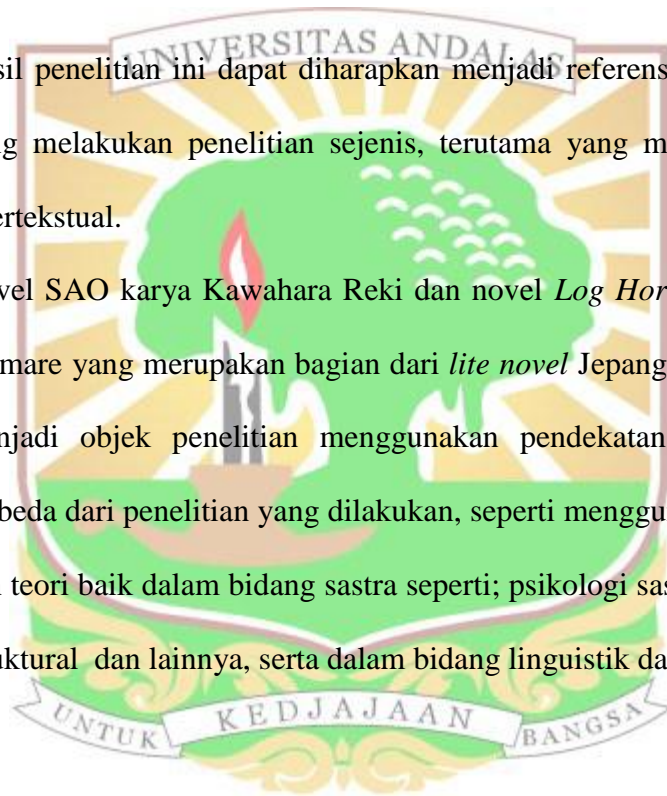 UNIVERSITAS ANDALAS
sil penelitian ini dapat diharapkan menjadi referens
g melakukan penelitian sejenis, terutama yang m
ertekstual.
vel SAO karya Kawahara Reki dan novel Log Hor
mare yang merupakan bagian dari lite novel Jepang
njadi objek penelitian menggunakan pendekatan
beda dari penelitian yang dilakukan, seperti menggu
teori baik dalam bidang sastra seperti; psikologi sas
uktural dan lainnya, serta dalam bidang linguistik da
UNTUK KEDJAJAAN BANGSA